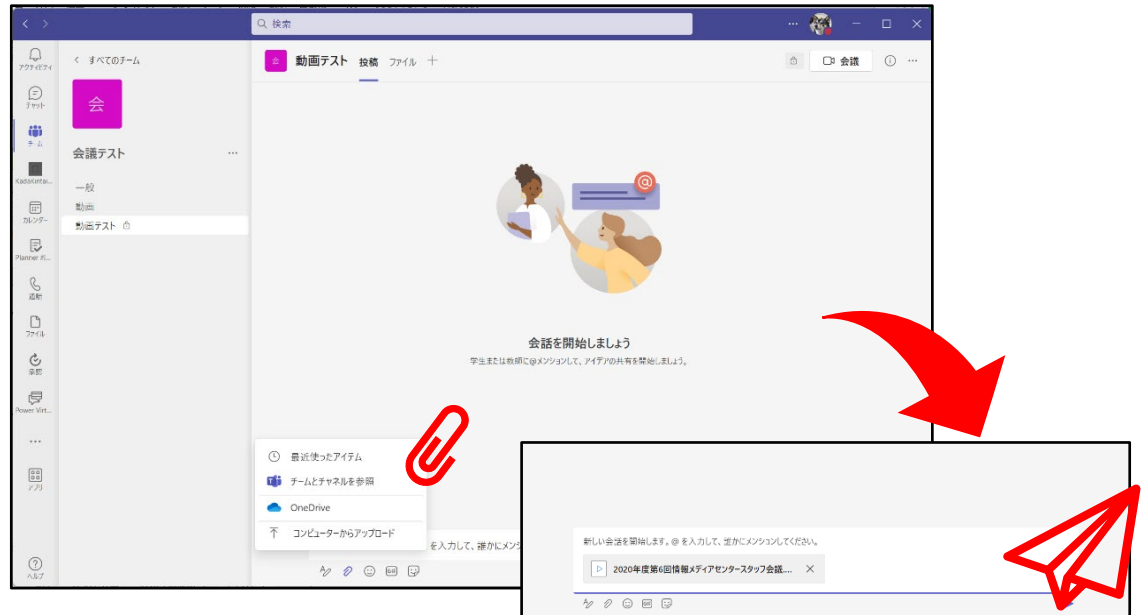 検索
アクティビティ
チャット
チーム
KadaiKintai...
カレンダー
Planner が...
通話
ファイル
承認
Power Virt...
アプリ
ヘルプ
すべてのチーム
会
会議テスト
一般
動画
動画テスト
会
動画テスト 投稿 ファイル
会議
@
会話を開始しましょう
学生または教師に@メンションして、アイデアの共有を開始しましょう。
最近使ったアイテム
チームとチャネルを参照
OneDrive
コンピューターからアップロード
を入力して、誰かにメンシ
GIF
新しい会話を開始します。@ を入力して、誰かにメンションしてください。
2020年度第6回情報メディアセンタースタッフ会議....
GIF